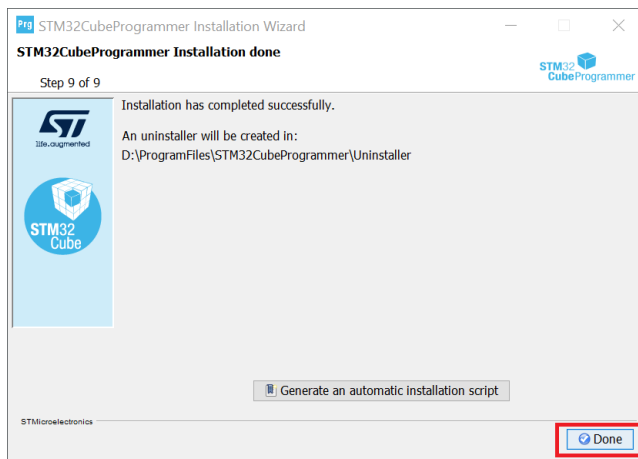 Prg STM32CubeProgrammer Installation Wizard
STM32CubeProgrammer Installation done
Step 9 of 9
STM32
CubeProgrammer
ST
life.augmented
STM32
Cube
Installation has completed successfully.
An uninstaller will be created in:
D:\ProgramFiles\STM32CubeProgrammer\Uninstaller
Generate an automatic installation script
STMicroelectronics
Done